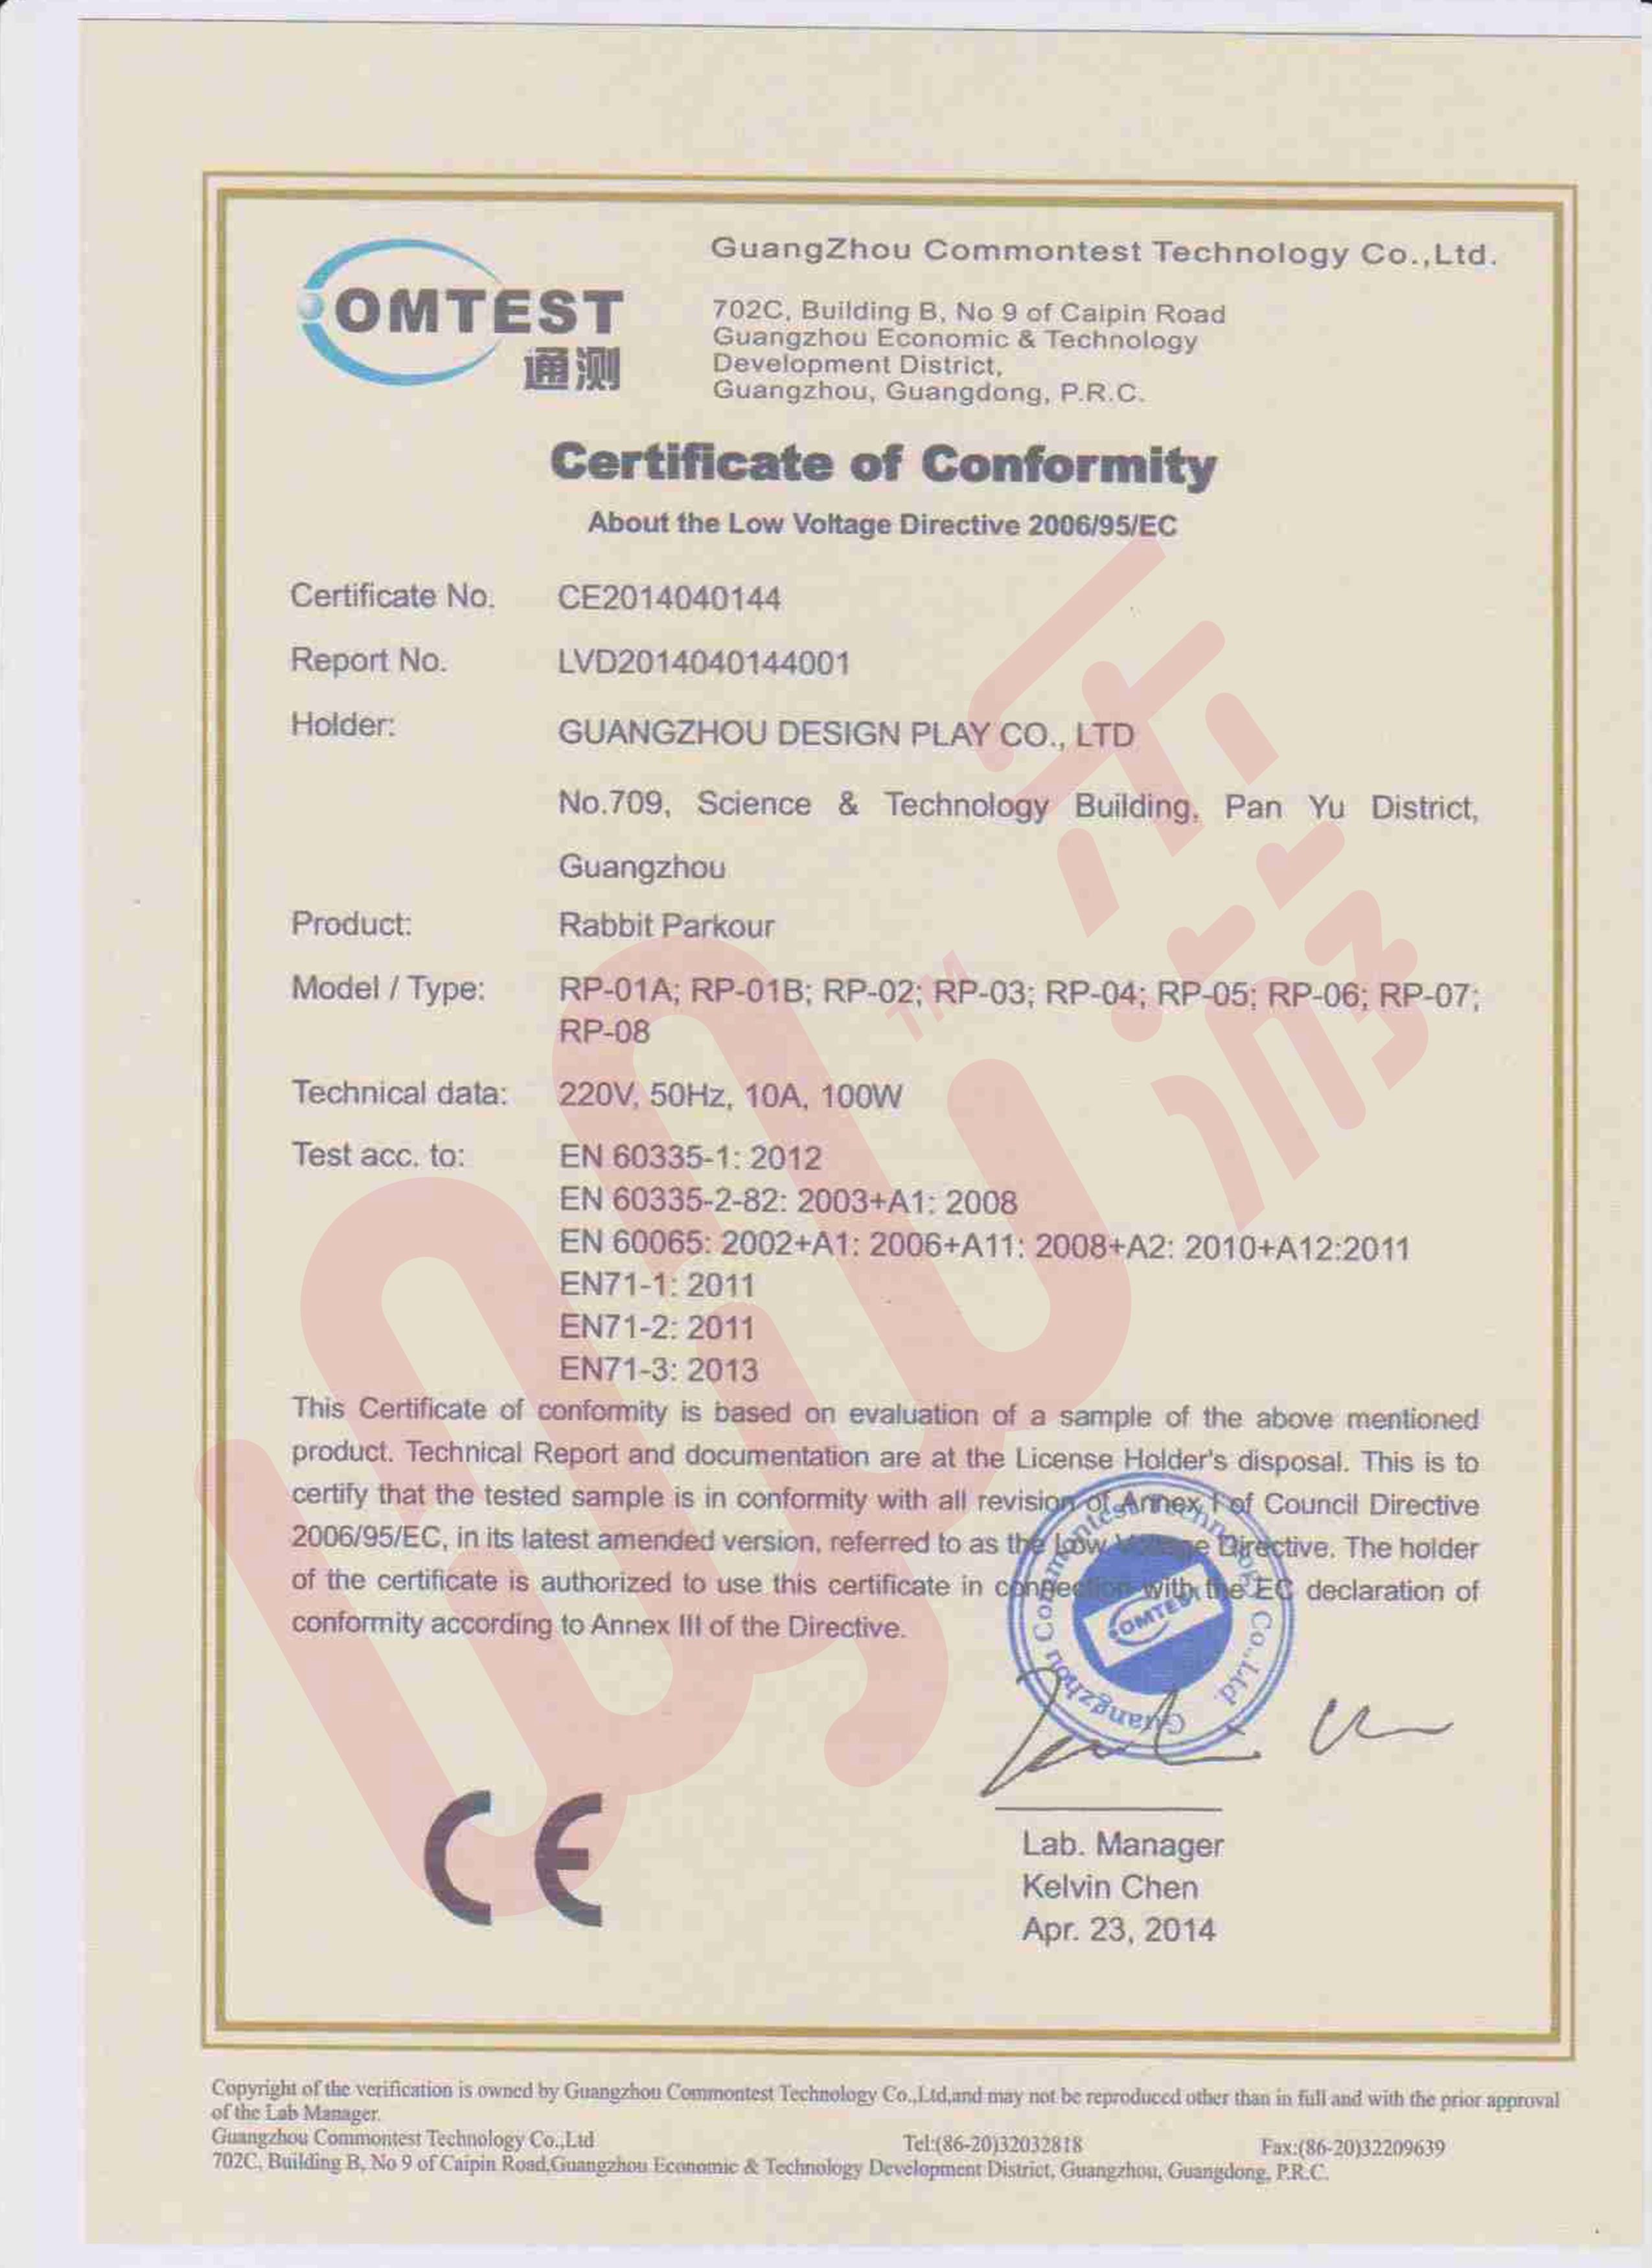 OMTEST
通测
GuangZhou Commontest Technology Co.,Ltd.
702C, Building B, No 9 of Caipin Road
Guangzhou Economic & Technology
Development District,
Guangzhou, Guangdong, P.R.C.
Certificate of Conformity
About the Low Voltage Directive 2006/95/EC
Certificate No. CE2014040144
Report No. LVD2014040144001
Holder: GUANGZHOU DESIGN PLAY CO., LTD
No.709, Science & Technology Building, Pan Yu District,
Guangzhou
Product: Rabbit Parkour
Model / Type: RP-01A; RP-01B; RP-02; RP-03; RP-04; RP-05; RP-06; RP-07;
RP-08
Technical data: 220V, 50Hz, 10A, 100W
Test acc. to: EN 60335-1: 2012
EN 60335-2-82: 2003+A1: 2008
EN 60065: 2002+A1: 2006+A11: 2008+A2: 2010+A12:2011
EN71-1: 2011
EN71-2: 2011
EN71-3: 2013
This Certificate of conformity is based on evaluation of a sample of the above mentioned
product. Technical Report and documentation are at the License Holder's disposal. This is to
certify that the tested sample is in conformity with all revision of Annex I of Council Directive
2006/95/EC, in its latest amended version, referred to as the Low Voltage Directive. The holder
of the certificate is authorized to use this certificate in connection with the EC declaration of
conformity according to Annex III of the Directive.
Guangzhou Commontest Technology Co.,Ltd.
COMTEST
CE
Lab. Manager
Kelvin Chen
Apr. 23, 2014
乐游
TM
Copyright of the verification is owned by Guangzhou Commontest Technology Co.,Ltd,and may not be reproduced other than in full and with the prior approval
of the Lab Manager.
Guangzhou Commontest Technology Co.,Ltd Tel:(86-20)32032818 Fax:(86-20)32209639
702C, Building B, No 9 of Caipin Road,Guangzhou Economic & Technology Development District, Guangzhou, Guangdong, P.R.C.